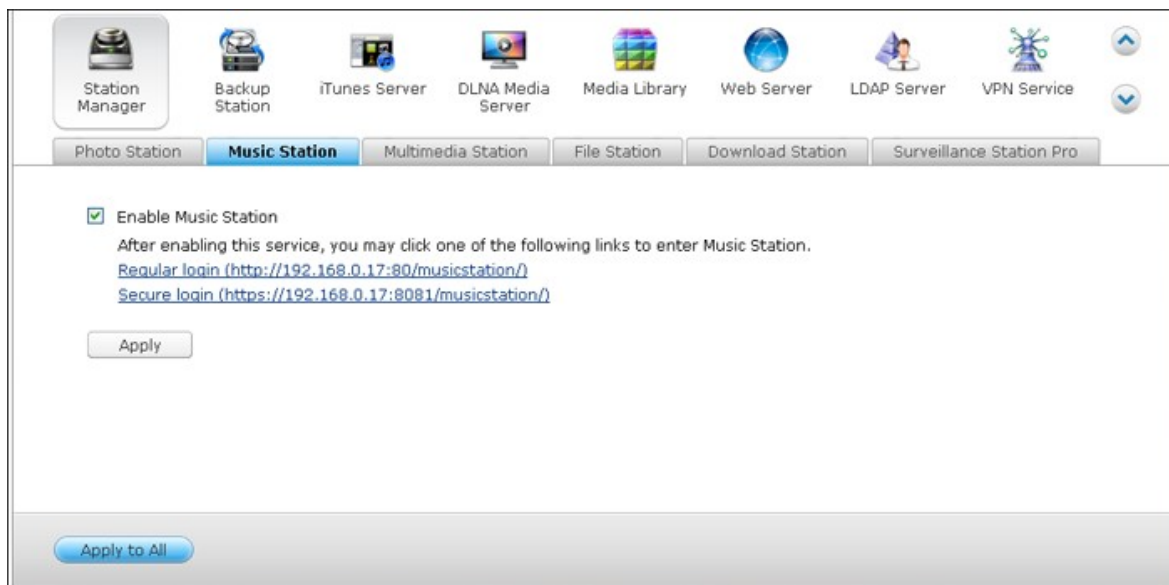 Station Manager
Backup Station
iTunes Server
DLNA Media Server
Media Library
Web Server
LDAP Server
VPN Service
Photo Station
Music Station
Multimedia Station
File Station
Download Station
Surveillance Station Pro
Enable Music Station
After enabling this service, you may click one of the following links to enter Music Station.
Regular login (http://192.168.0.17:80/musicstation/)
Secure login (https://192.168.0.17:8081/musicstation/)
Apply
Apply to All